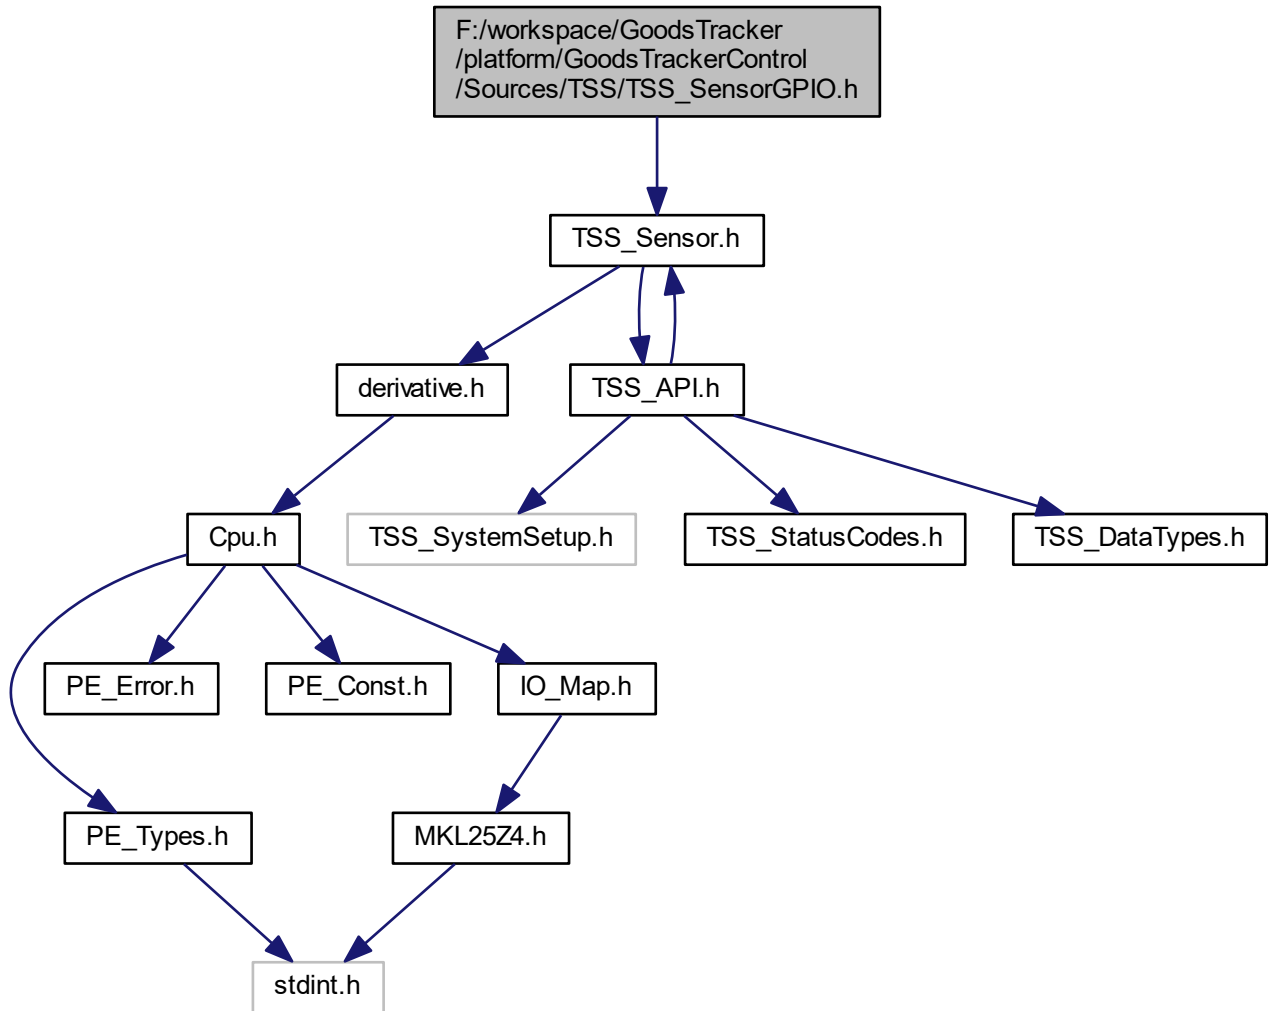 F:/workspace/GoodsTracker
/platform/GoodsTrackerControl
/Sources/TSS/TSS_SensorGPIO.h
TSS_Sensor.h
derivative.h
TSS_API.h
Cpu.h
TSS_SystemSetup.h
TSS_StatusCodes.h
TSS_DataTypes.h
PE_Error.h
PE_Const.h
IO_Map.h
PE_Types.h
MKL25Z4.h
stdint.h